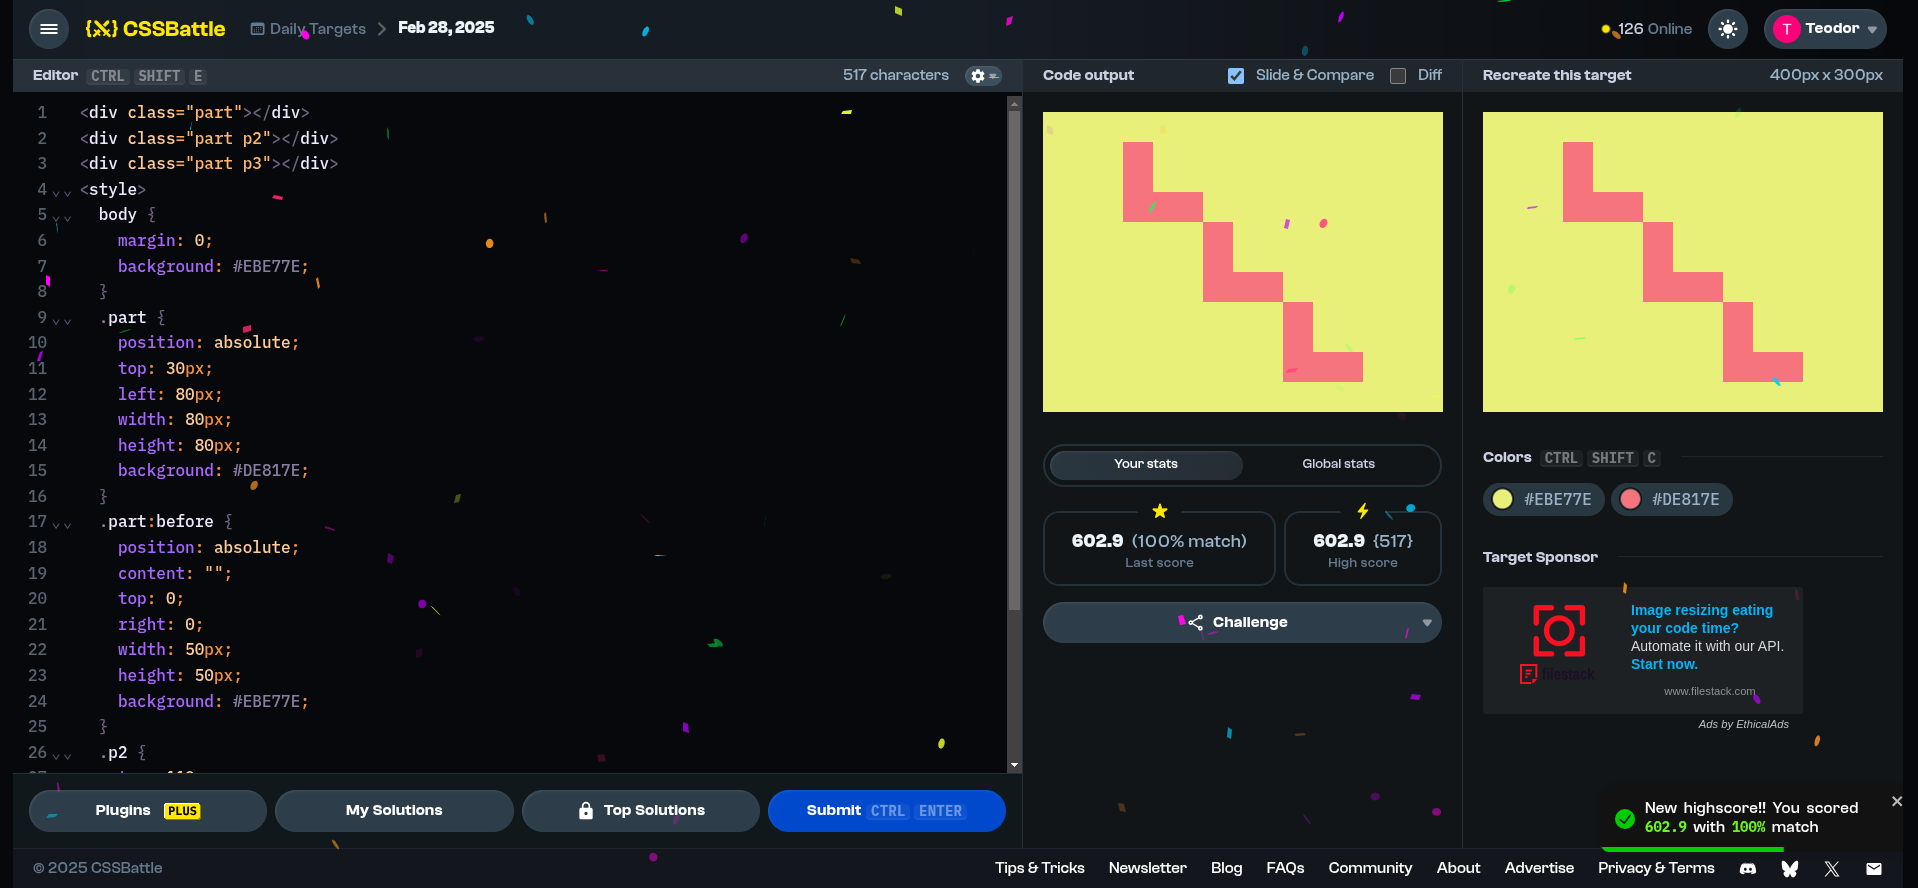 CSSBattle
Daily Targets
Feb 28, 2025
126 Online
T
Teodor
Editor CTRL SHIFT E
517 characters
1 <div class="part"></div>
2 <div class="part p2"></div>
3 <div class="part p3"></div>
4 <style>
5 body {
6 margin: 0;
7 background: #EBE77E;
8 }
9 .part {
10 position: absolute;
11 top: 30px;
12 left: 80px;
13 width: 80px;
14 height: 80px;
15 background: #DE817E;
16 }
17 .part:before {
18 position: absolute;
19 content: "";
20 top: 0;
21 right: 0;
22 width: 50px;
23 height: 50px;
24 background: #EBE77E;
25 }
26 .p2 {
Plugins PLUS
My Solutions
Top Solutions
Submit CTRL ENTER
Code output
Slide & Compare
Diff
Your stats
Global stats
602.9 (100% match)
Last score
602.9 {517}
High score
Challenge
Recreate this target
400px x 300px
Colors CTRL SHIFT C
#EBE77E
#DE817E
Target Sponsor
filestack
Image resizing eating
your code time?
Automate it with our API.
Start now.
www.filestack.com
Ads by EthicalAds
New highscore!! You scored
602.9 with 100% match
© 2025 CSSBattle
Tips & Tricks
Newsletter
Blog
FAQs
Community
About
Advertise
Privacy & Terms